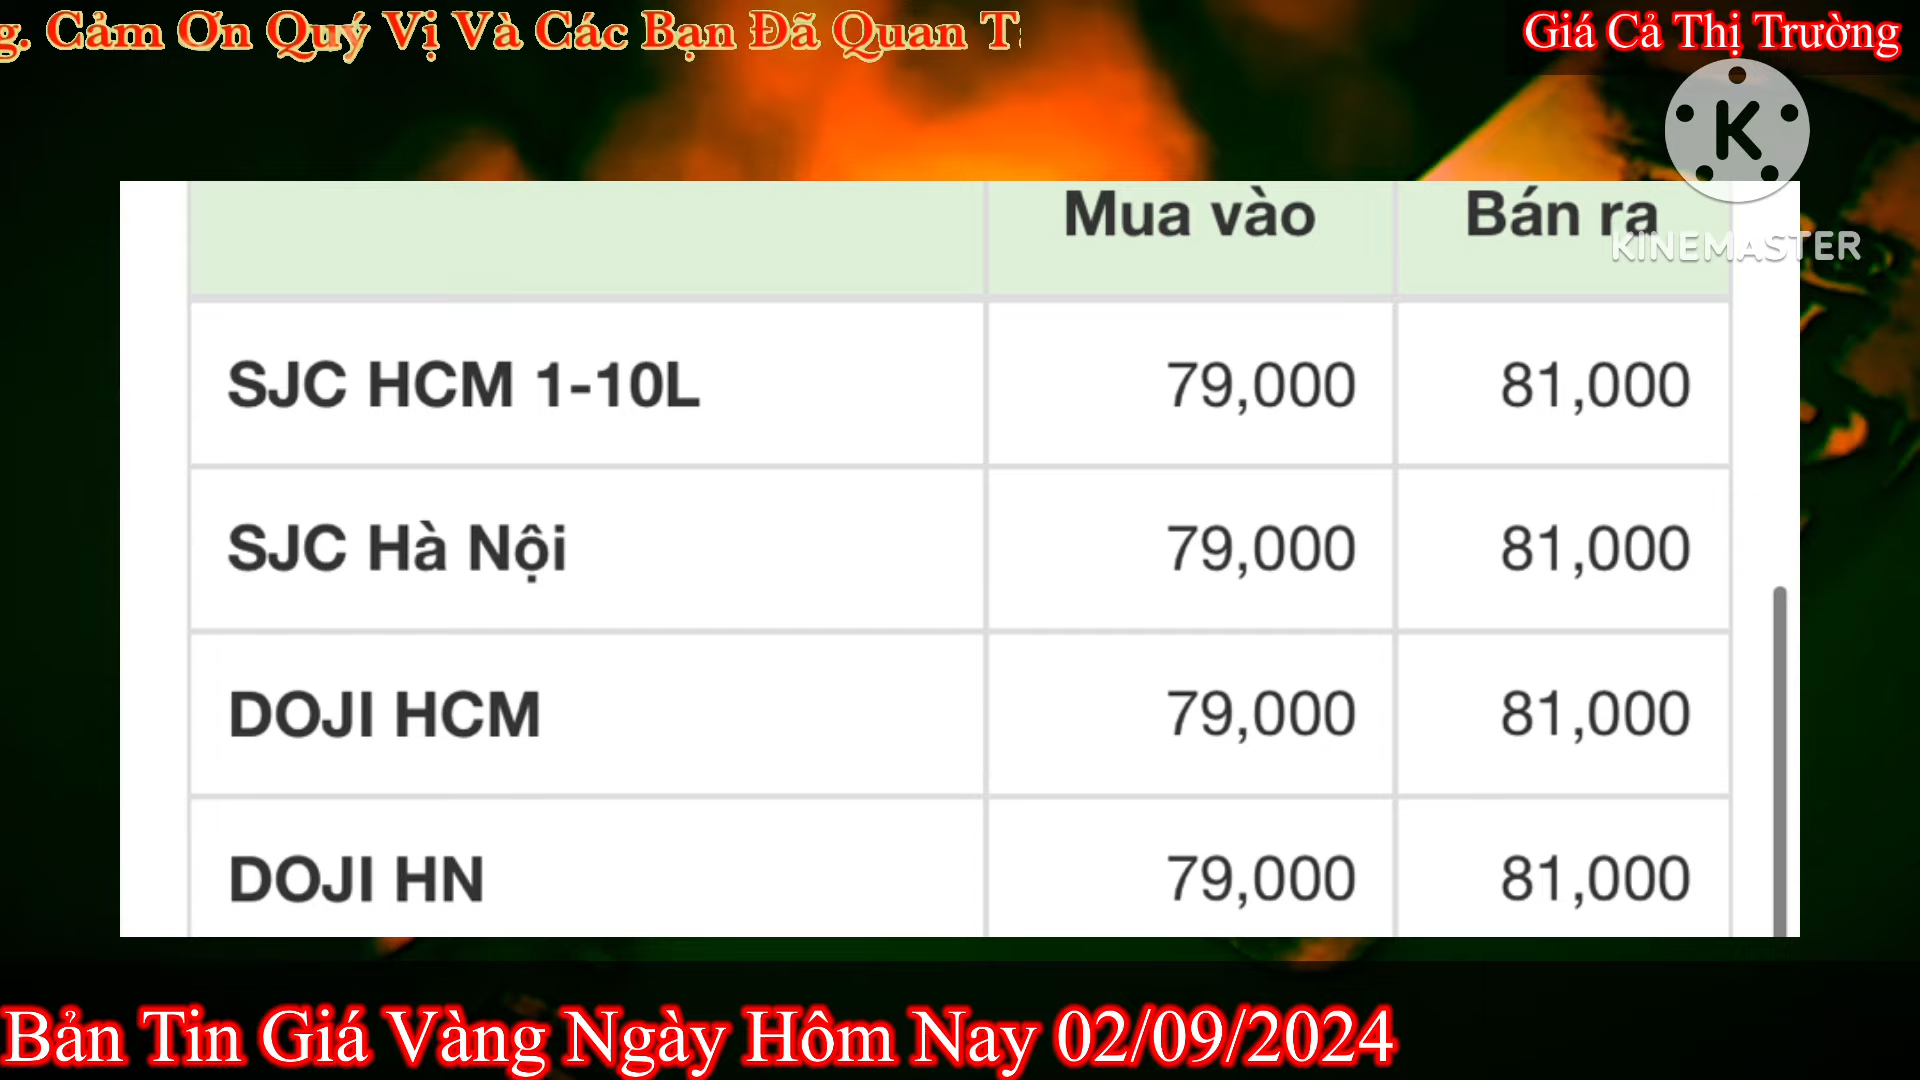 g. Cảm Ơn Quý Vị Và Các Bạn Đã Quan
Giá Cả Thị Trường
K
KINEMASTER
Mua vào Bán ra
SJC HCM 1-10L 79,000 81,000
SJC Hà Nội 79,000 81,000
DOJI HCM 79,000 81,000
DOJI HN 79,000 81,000
Bản Tin Giá Vàng Ngày Hôm Nay 02/09/2024